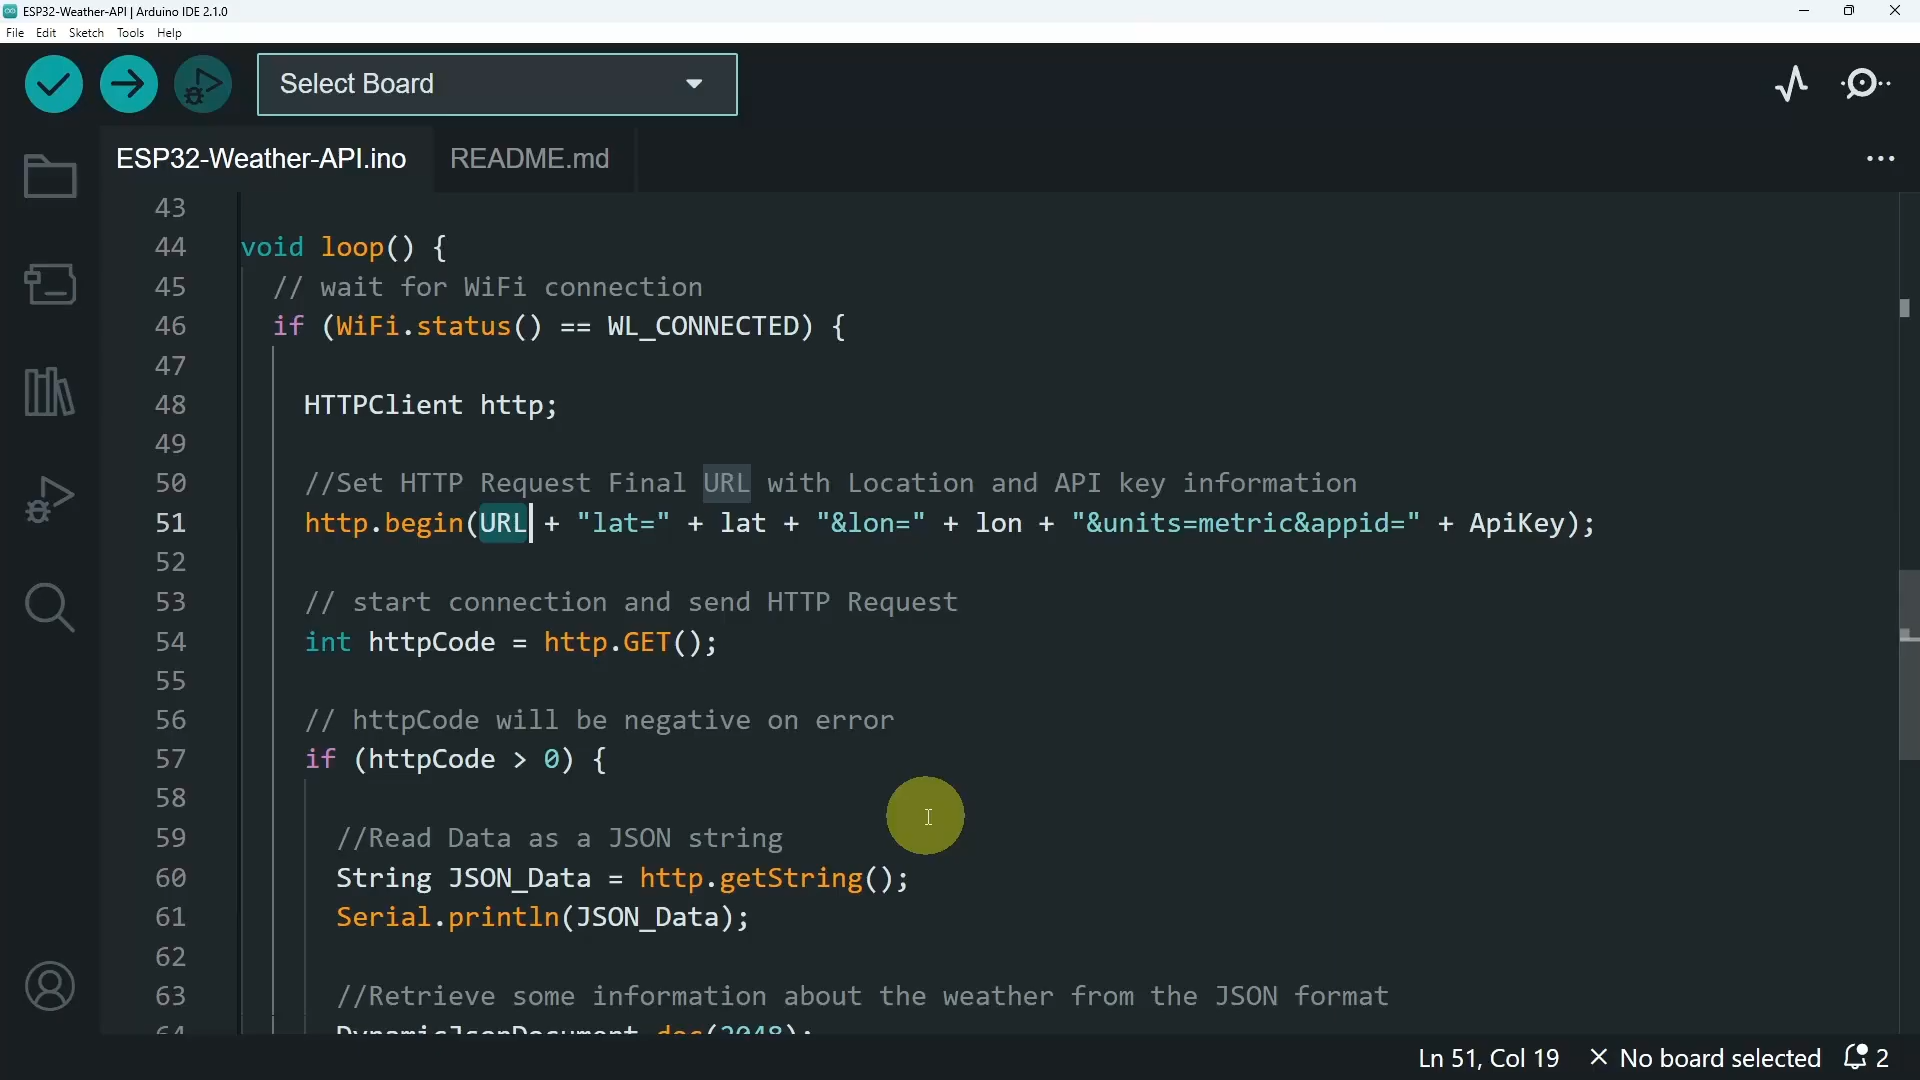 ESP32-Weather-API | Arduino IDE 2.1.0
File Edit Sketch Tools Help
Select Board
ESP32-Weather-API.ino README.md
43
44 void loop() {
45 // wait for WiFi connection
46 if (WiFi.status() == WL_CONNECTED) {
47
48 HTTPClient http;
49
50 //Set HTTP Request Final URL with Location and API key information
51 http.begin(URL + "lat=" + lat + "&lon=" + lon + "&units=metric&appid=" + ApiKey);
52
53 // start connection and send HTTP Request
54 int httpCode = http.GET();
55
56 // httpCode will be negative on error
57 if (httpCode > 0) {
58
59 //Read Data as a JSON string
60 String JSON_Data = http.getString();
61 Serial.println(JSON_Data);
62
63 //Retrieve some information about the weather from the JSON format
64 DynamicJsonDocument doc(2048);
Ln 51, Col 19 No board selected 2